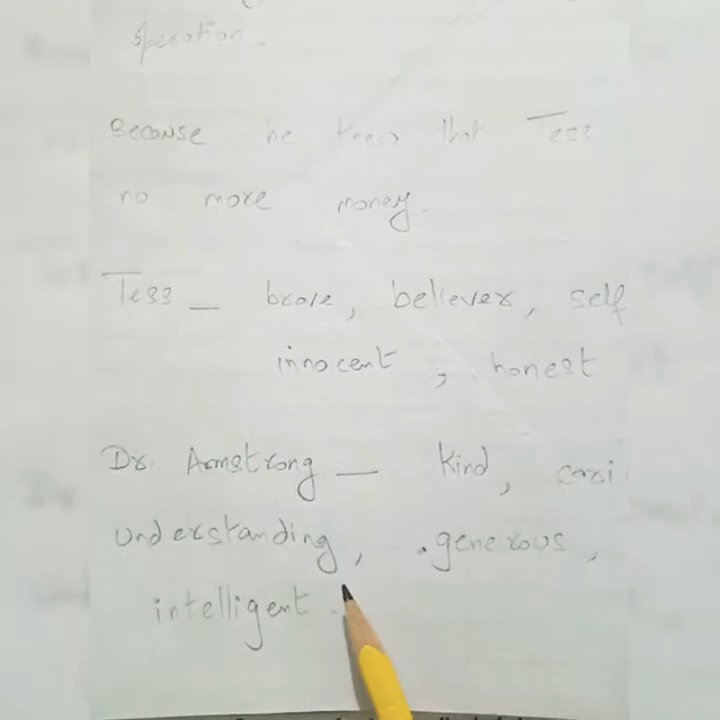 operation.
Because he knows that Tess
no more money.
Tess _ brave, believer, self
innocent, honest
Dr. Armstrong — Kind, cari
understanding, generous,
intelligent.